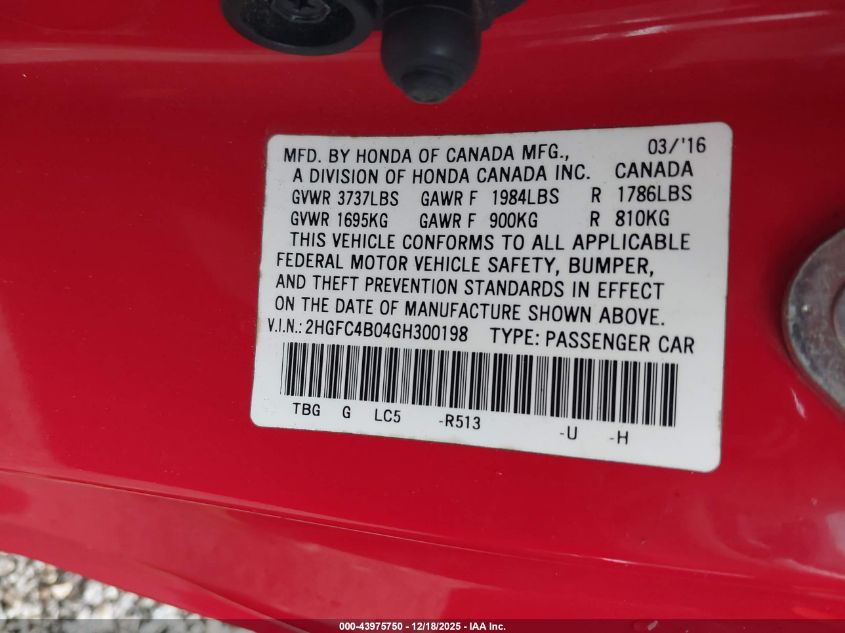 MFD. BY HONDA OF CANADA MFG., 03/'16
A DIVISION OF HONDA CANADA INC. CANADA
GVWR 3737LBS GAWR F 1984LBS R 1786LBS
GVWR 1695KG GAWR F 900KG R 810KG
THIS VEHICLE CONFORMS TO ALL APPLICABLE
FEDERAL MOTOR VEHICLE SAFETY, BUMPER,
AND THEFT PREVENTION STANDARDS IN EFFECT
ON THE DATE OF MANUFACTURE SHOWN ABOVE.
V.I.N.: 2HGFC4B04GH300198 TYPE: PASSENGER CAR
TBG G LC5 -R513 -U -H
000-43975750 - 12/18/2025 - IAA Inc.